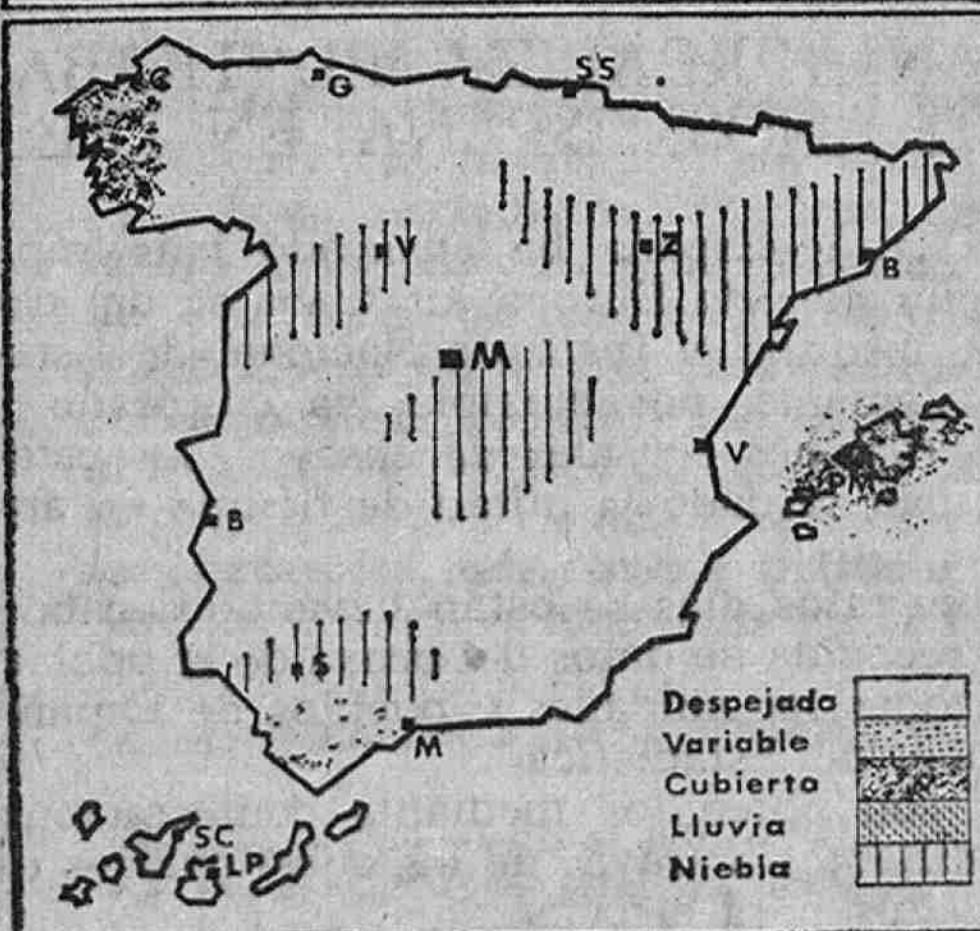 C
G
SS
V
Z
B
M
V
PM
B
S
M
SC
LP
Despejado
Variable
Cubierto
Lluvia
Niebla